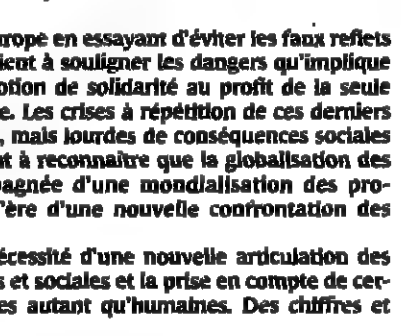 urope en essayant d'éviter les faux reflets
ient à souligner les dangers qu'implique
otion de solidarité au profit de la seule
e. Les crises à répétition de ces derniers
, mais lourdes de conséquences sociales
nt à reconnaître que la globalisation des
pagnée d'une mondialisation des pro-
l'ère d'une nouvelle confrontation des
écessité d'une nouvelle articulation des
s et sociales et la prise en compte de cer-
es autant qu'humaines. Des chiffres et